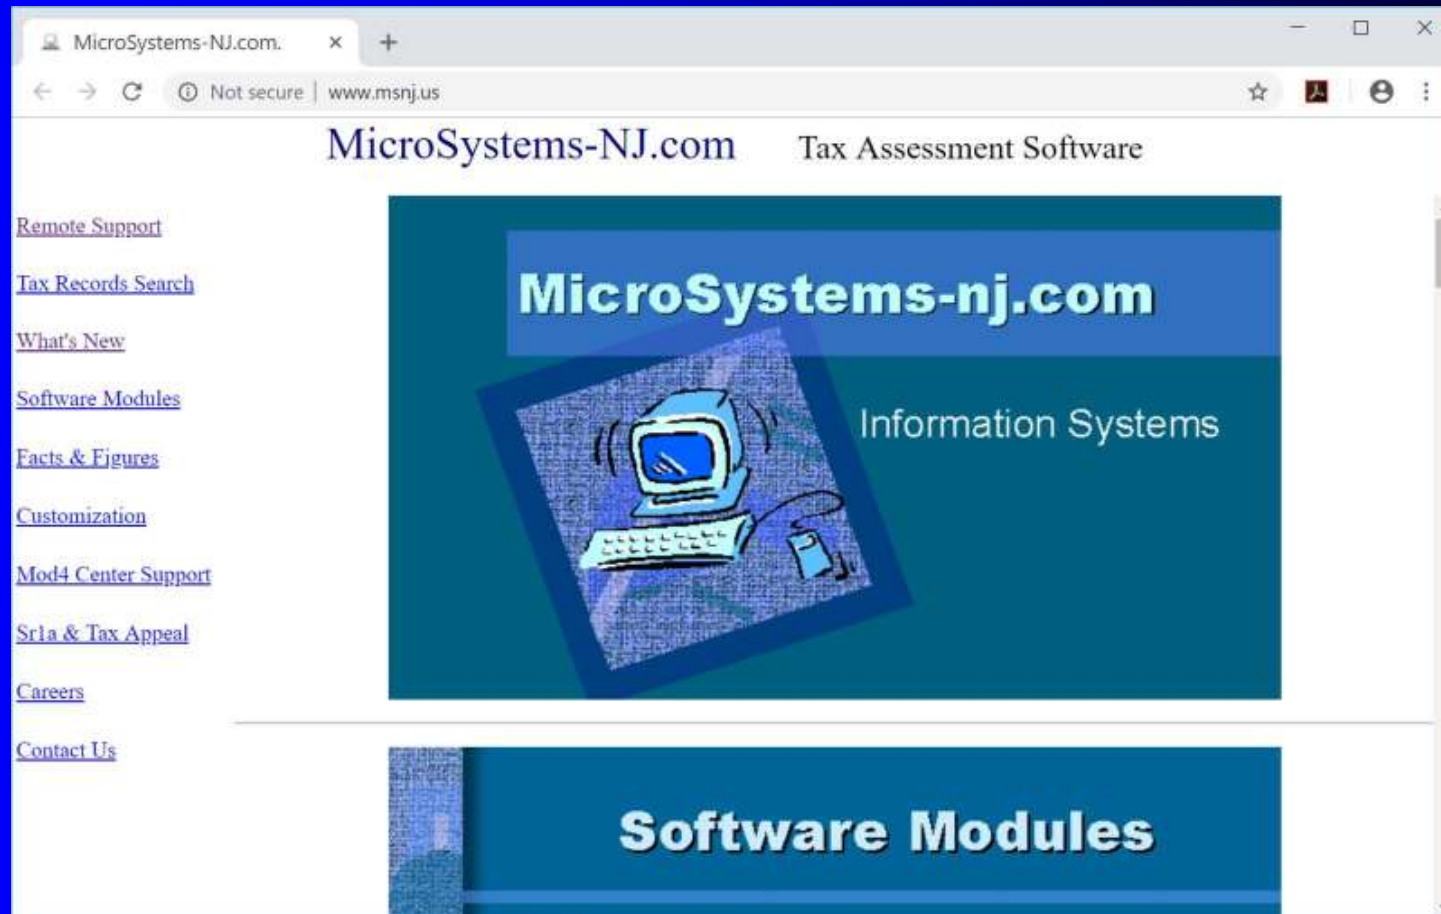 MicroSystems-NJ.com.
Not secure | www.msnj.us
MicroSystems-NJ.com Tax Assessment Software
Remote Support
Tax Records Search
What's New
Software Modules
Facts & Figures
Customization
Mod4 Center Support
Sr1a & Tax Appeal
Careers
Contact Us
MicroSystems-nj.com
Information Systems
Software Modules